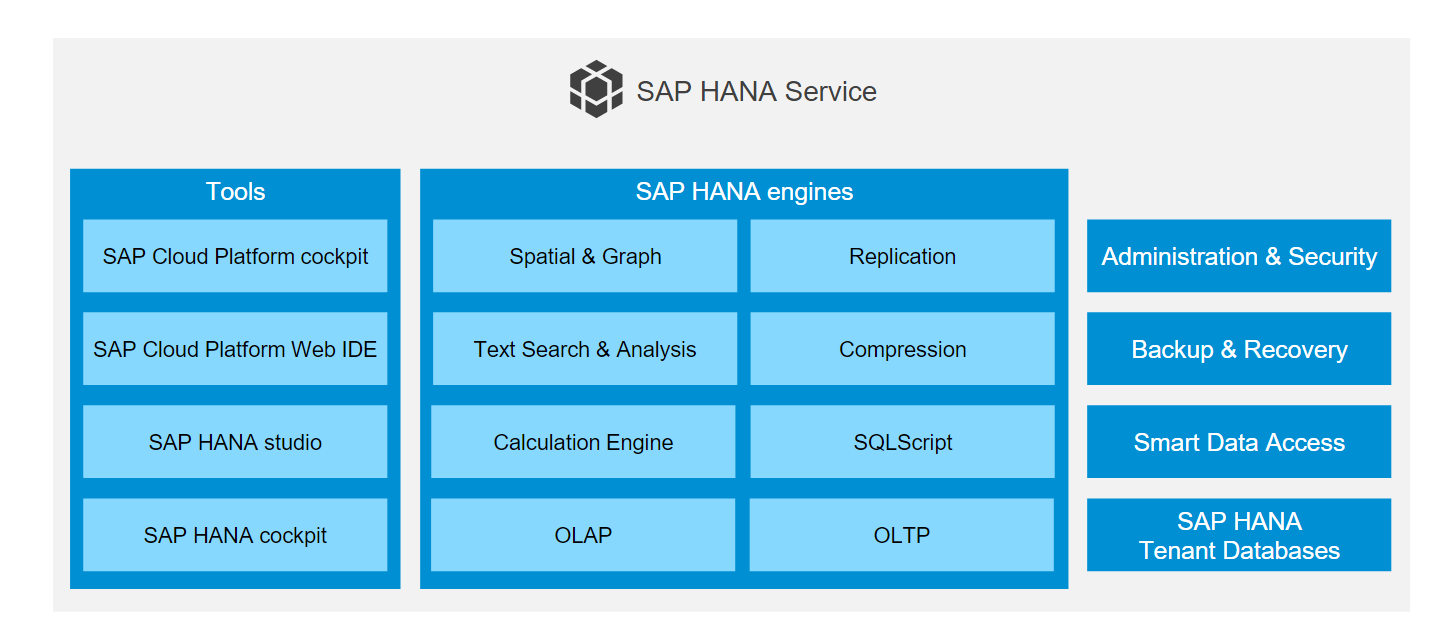 SAP HANA Service
Tools
SAP Cloud Platform cockpit
SAP Cloud Platform Web IDE
SAP HANA studio
SAP HANA cockpit
SAP HANA engines
Spatial & Graph
Replication
Text Search & Analysis
Compression
Calculation Engine
SQLScript
OLAP
OLTP
Administration & Security
Backup & Recovery
Smart Data Access
SAP HANA
Tenant Databases